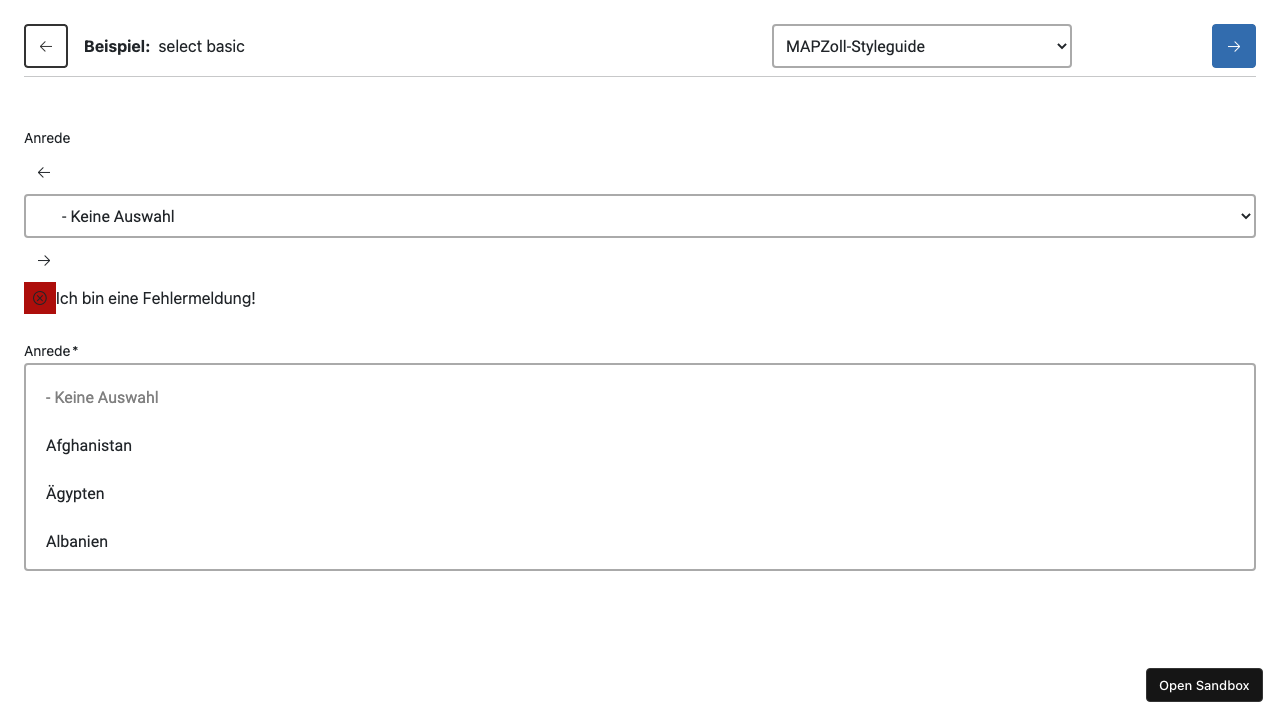 Beispiel: select basic
MAPZoll-Styleguide
Anrede
- Keine Auswahl
Ich bin eine Fehlermeldung!
Anrede*
- Keine Auswahl
Afghanistan
Ägypten
Albanien
Open Sandbox